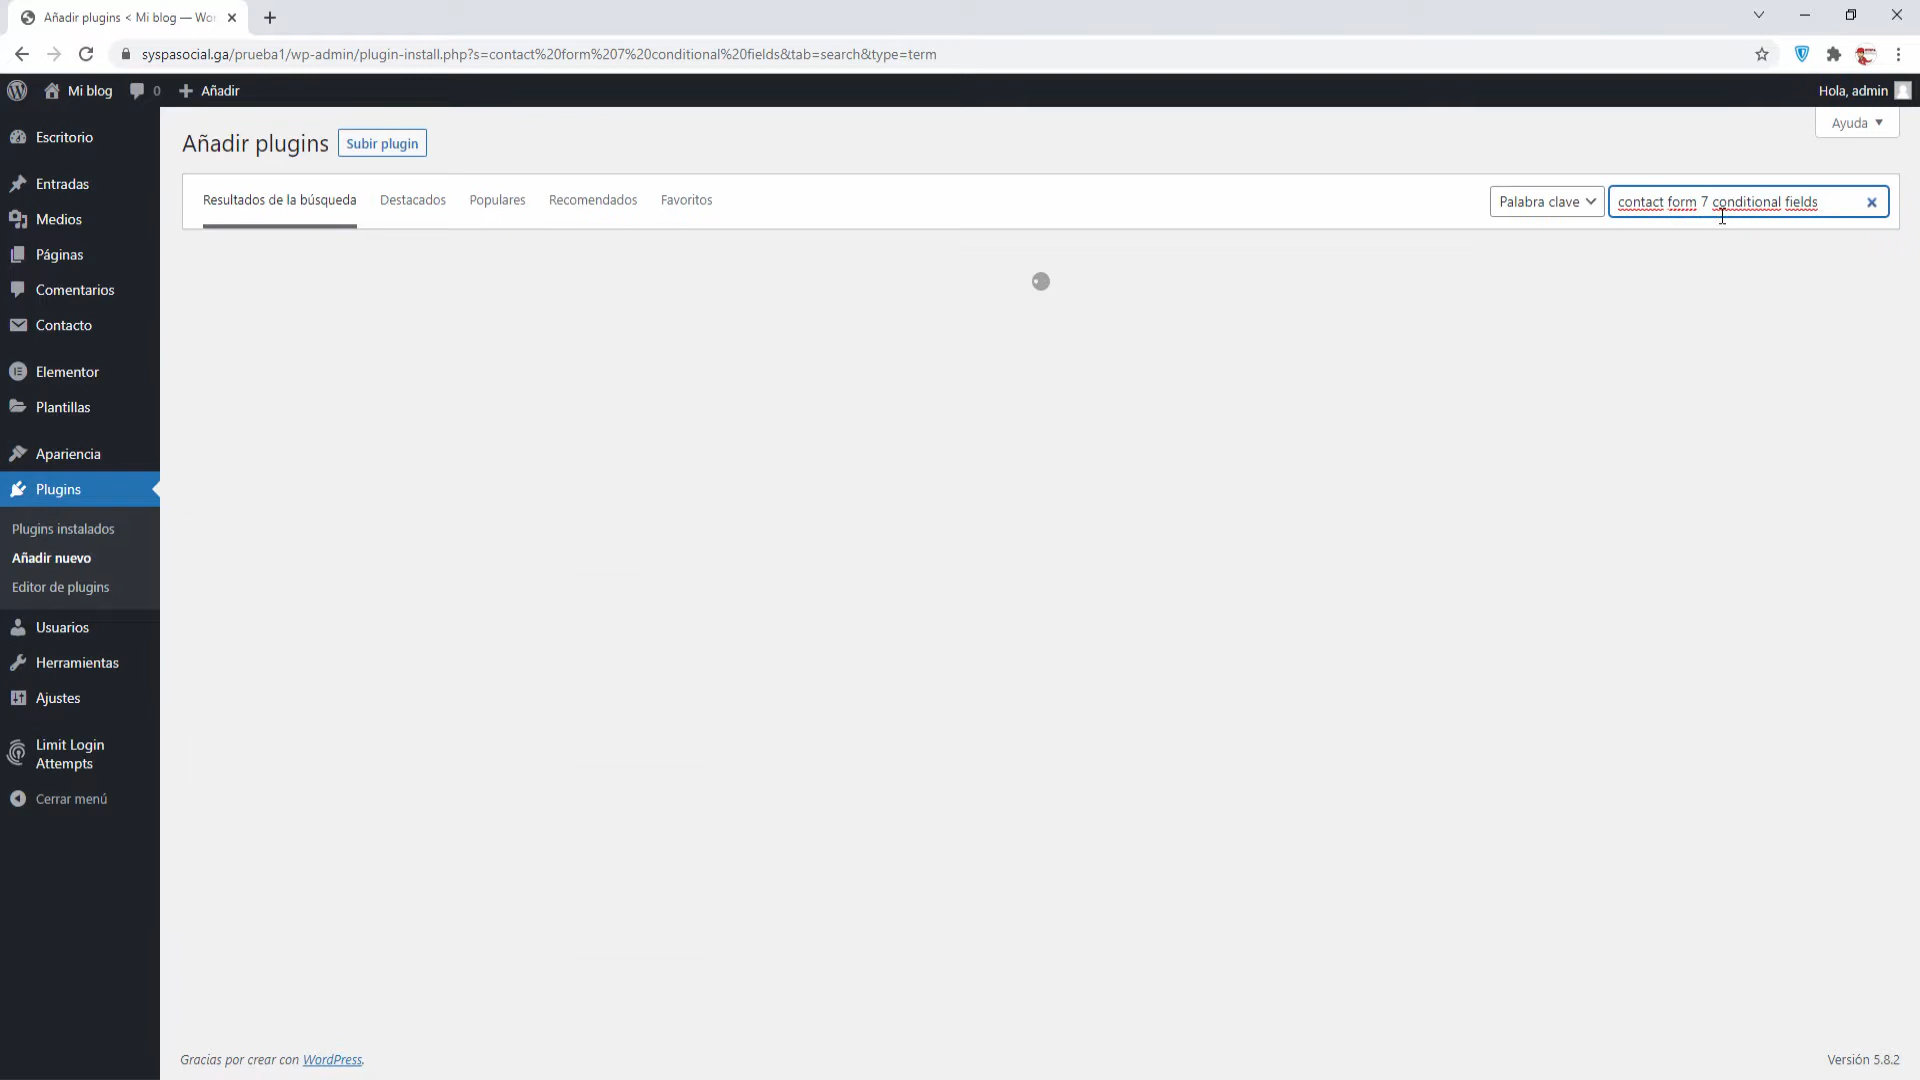 Añadir plugins < Mi blog — Wor
syspasocial.ga/prueba1/wp-admin/plugin-install.php?s=contact%20form%207%20conditional%20fields&tab=search&type=term
Mi blog 0 Añadir
Hola, admin
Escritorio
Entradas
Medios
Páginas
Comentarios
Contacto
Elementor
Plantillas
Apariencia
Plugins
Plugins instalados
Añadir nuevo
Editor de plugins
Usuarios
Herramientas
Ajustes
Limit Login
Attempts
Cerrar menú
Ayuda
Añadir plugins Subir plugin
Resultados de la búsqueda Destacados Populares Recomendados Favoritos Palabra clave contact form 7 conditional fields
Gracias por crear con WordPress.
Versión 5.8.2